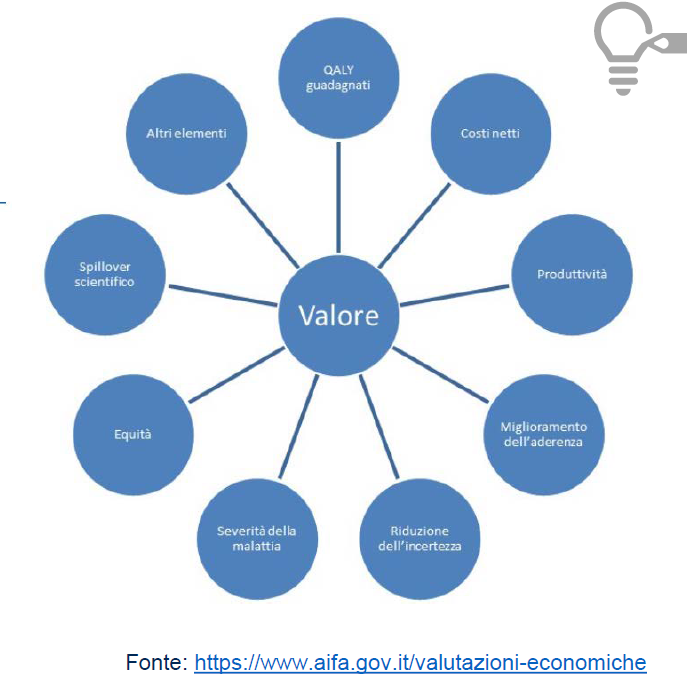 QALY
guadagnati
Costi netti
Produttività
Miglioramento
dell'aderenza
Riduzione
dell'incertezza
Severità della
malattia
Equità
Spillover
scientifico
Altri elementi
Valore
Fonte: https://www.aifa.gov.it/valutazioni-economiche